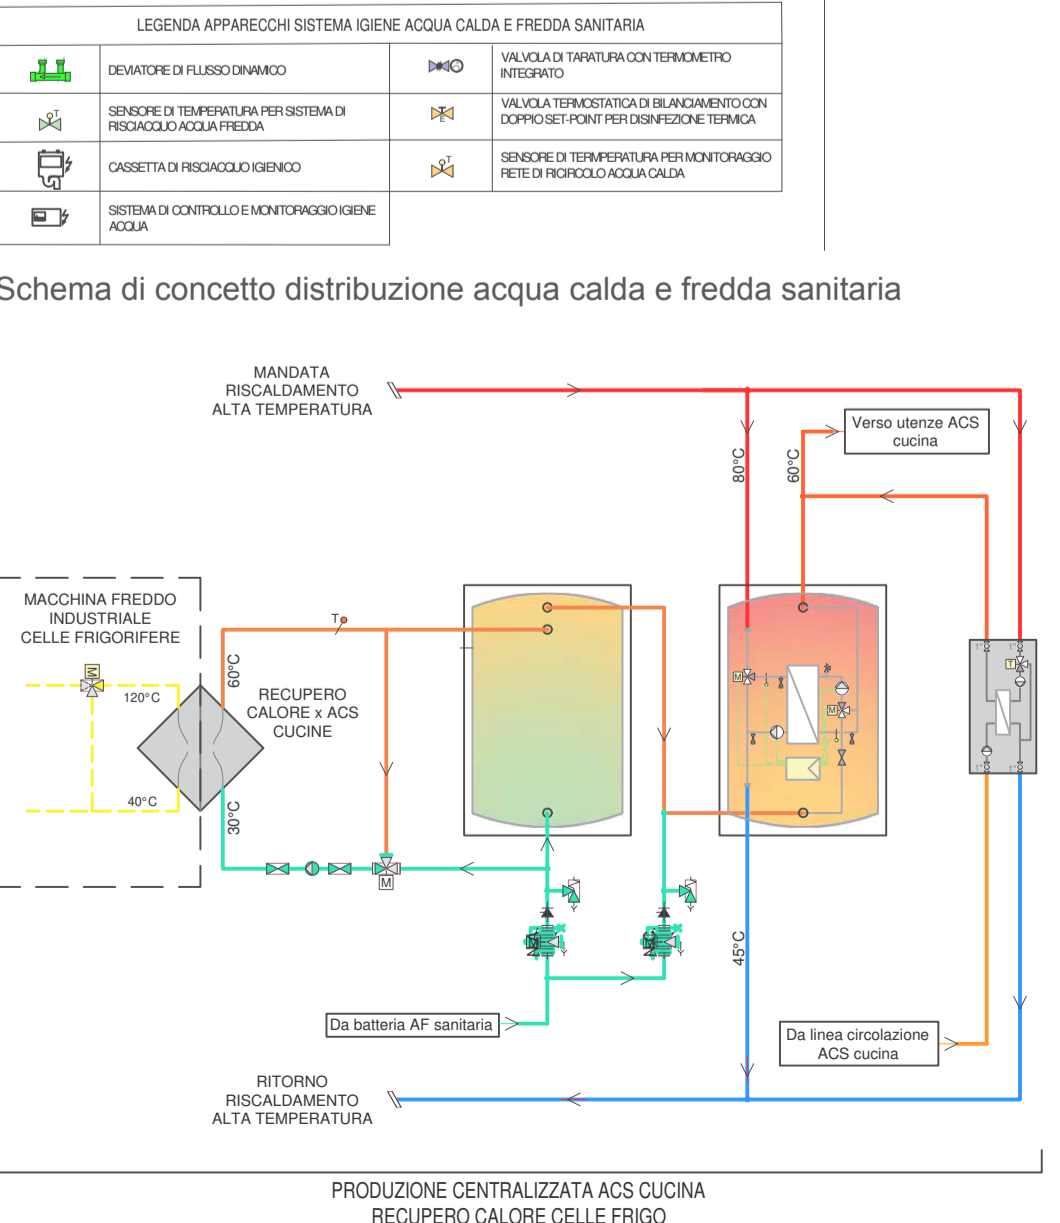 LEGENDA APPARECCHI SISTEMA IGIENE ACQUA CALDA E FREDDA SANITARIA
DEVIATORE DI FLUSSO DINAMICO
VALVOLA DI TARATURA CON TERMOMETRO
INTEGRATO
T
SENSORE DI TEMPERATURA PER SISTEMA DI
RISCIACQUO ACQUA FREDDA
T
E
VALVOLA TERMOSTATICA DI BILANCIAMENTO CON
DOPPIO SET-POINT PER DISINFEZIONE TERMICA
CASSETTA DI RISCIACQUO IGIENICO
T
SENSORE DI TERMPERATURA PER MONITORAGGIO
RETE DI RICIRCOLO ACQUA CALDA
SISTEMA DI CONTROLLO E MONITORAGGIO IGIENE
ACQUA
Schema di concetto distribuzione acqua calda e fredda sanitaria
MANDATA
RISCALDAMENTO
ALTA TEMPERATURA
Verso utenze ACS
cucina
80°C
60°C
MACCHINA FREDDO
INDUSTRIALE
CELLE FRIGORIFERE
T
M
120°C
60°C
RECUPERO
CALORE x ACS
CUCINE
40°C
30°C
M
M
M
1"
1"
T
1"
1"
45°C
Da batteria AF sanitaria
Da linea circolazione
ACS cucina
RITORNO
RISCALDAMENTO
ALTA TEMPERATURA
PRODUZIONE CENTRALIZZATA ACS CUCINA
RECUPERO CALORE CELLE FRIGO